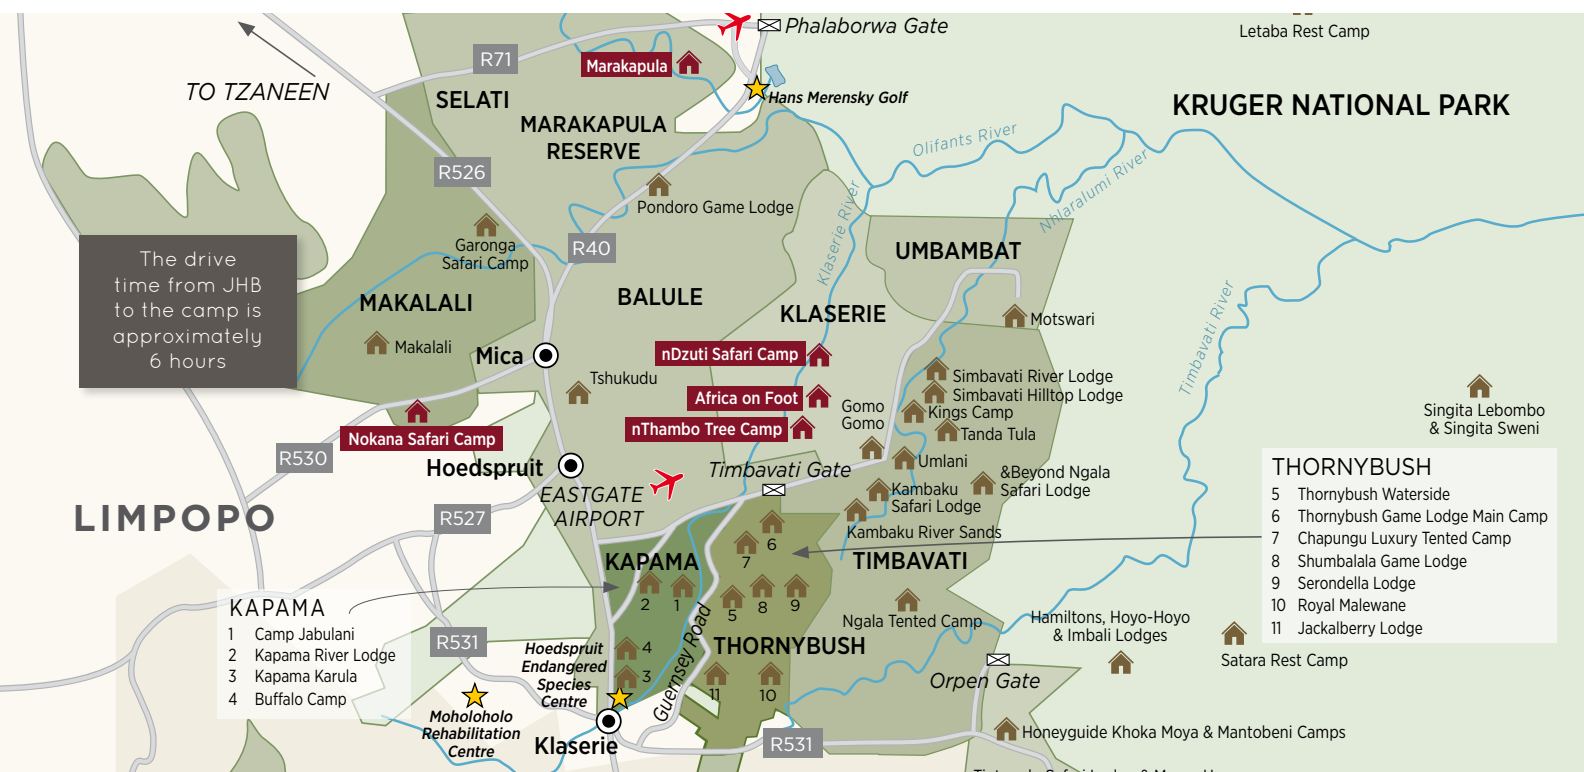 Phalaborwa Gate
Letaba Rest Camp
R71
Marakapula
TO TZANEEN
SELATI
Hans Merensky Golf
KRUGER NATIONAL PARK
MARAKAPULA
RESERVE
Olifants River
R526
Nhlaralumi River
Pondoro Game Lodge
Klaserie River
Garonga
Safari Camp
R40
UMBAMBAT
The drive
time from JHB
to the camp is
approximately
6 hours
MAKALALI
BALULE
KLASERIE
Motswari
Timbavati River
Makalali
Mica
nDzuti Safari Camp
Tshukudu
Simbavati River Lodge
Simbavati Hilltop Lodge
Africa on Foot
Gomo
Gomo
Kings Camp
Singita Lebombo
& Singita Sweni
nThambo Tree Camp
Tanda Tula
Nokana Safari Camp
R530
Hoedspruit
Timbavati Gate
Umlani
&Beyond Ngala
Safari Lodge
EASTGATE
AIRPORT
Kambaku
Safari Lodge
Kambaku River Sands
LIMPOPO
R527
THORNYBUSH
5 Thornybush Waterside
6 Thornybush Game Lodge Main Camp
7 Chapungu Luxury Tented Camp
8 Shumbalala Game Lodge
9 Serondella Lodge
10 Royal Malewane
11 Jackalberry Lodge
6
7
KAPAMA
TIMBAVATI
2
1
5
8
9
KAPAMA
1 Camp Jabulani
2 Kapama River Lodge
3 Kapama Karula
4 Buffalo Camp
Ngala Tented Camp
Hamiltons, Hoyo-Hoyo
& Imbali Lodges
Satara Rest Camp
R531
Hoedspruit
Endangered
Species
Centre
4
3
Guernsey Road
THORNYBUSH
11
10
Orpen Gate
Moholoholo
Rehabilitation
Centre
Klaserie
R531
Honeyguide Khoka Moya & Mantobeni Camps